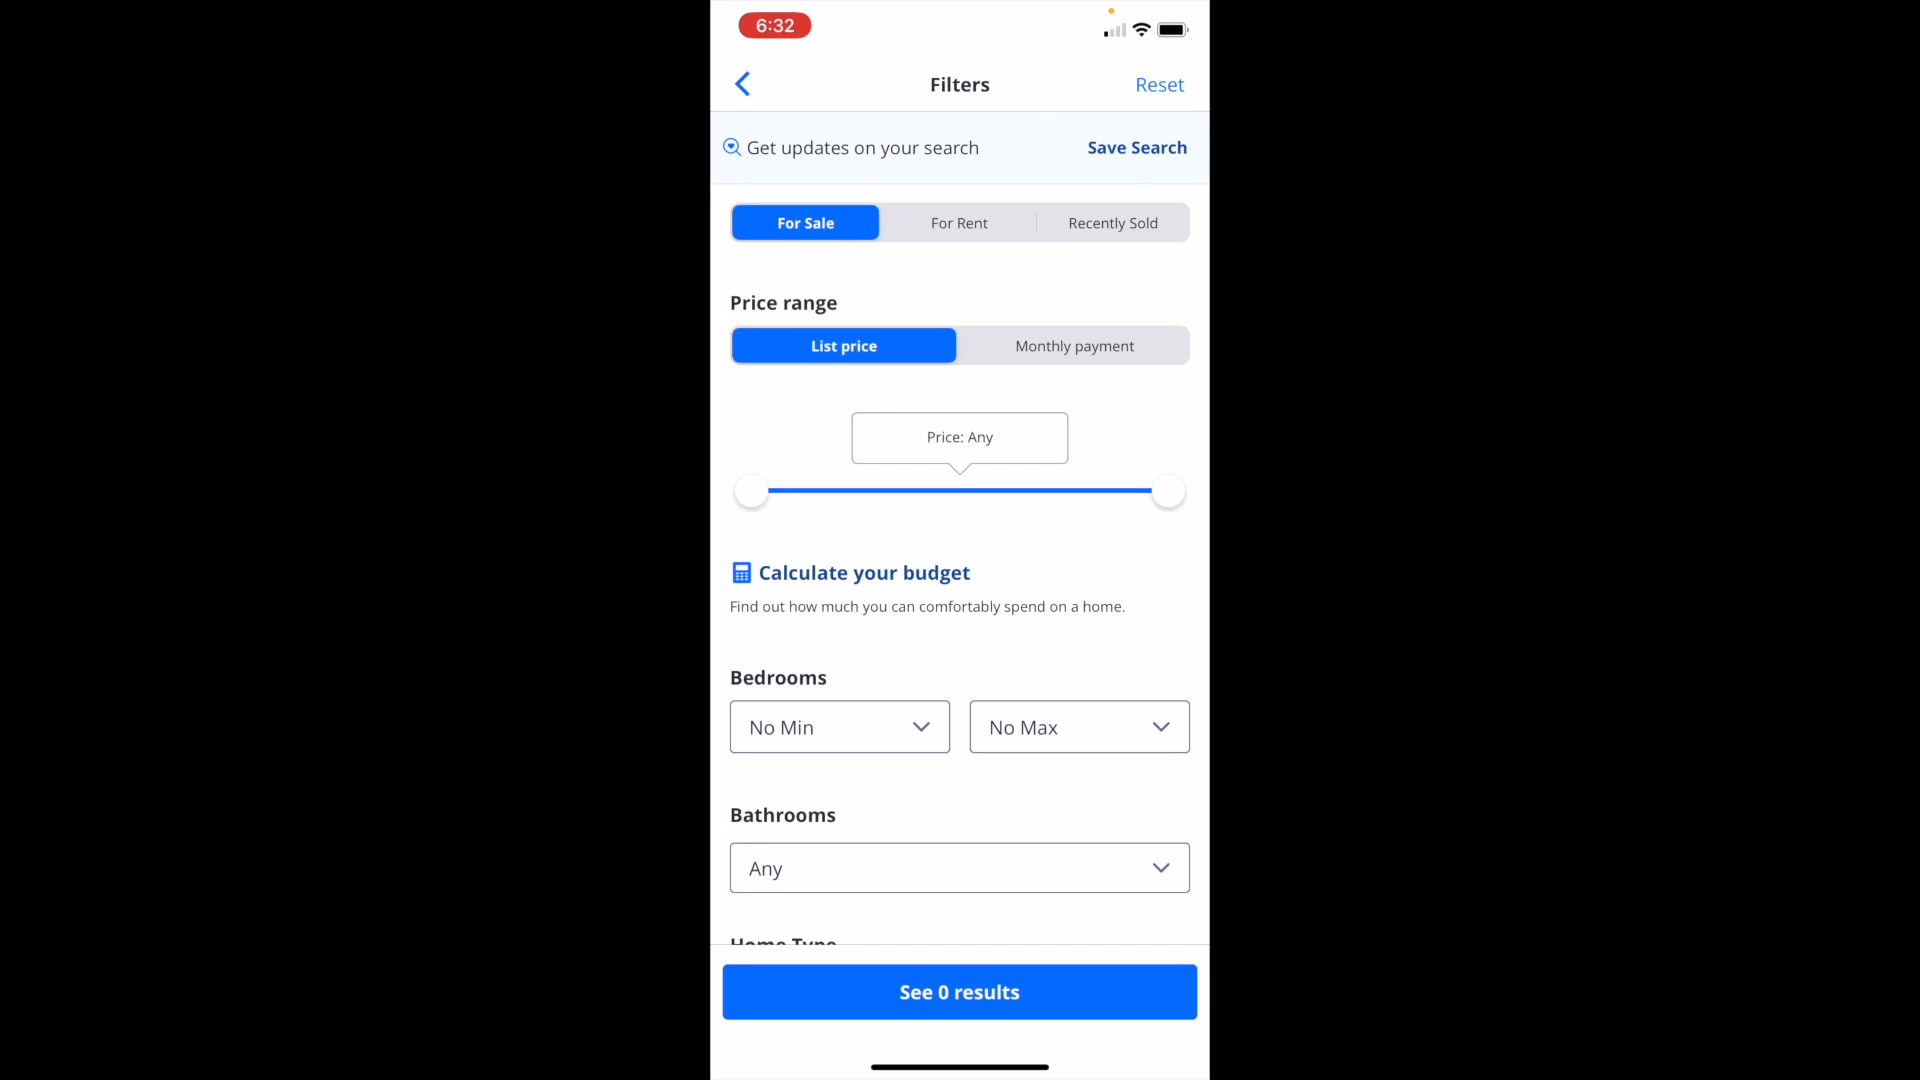 6:32
Filters
Reset
Get updates on your search
Save Search
For Sale
For Rent
Recently Sold
Price range
List price
Monthly payment
Price: Any
Calculate your budget
Find out how much you can comfortably spend on a home.
Bedrooms
No Min
No Max
Bathrooms
Any
Home Type
See 0 results